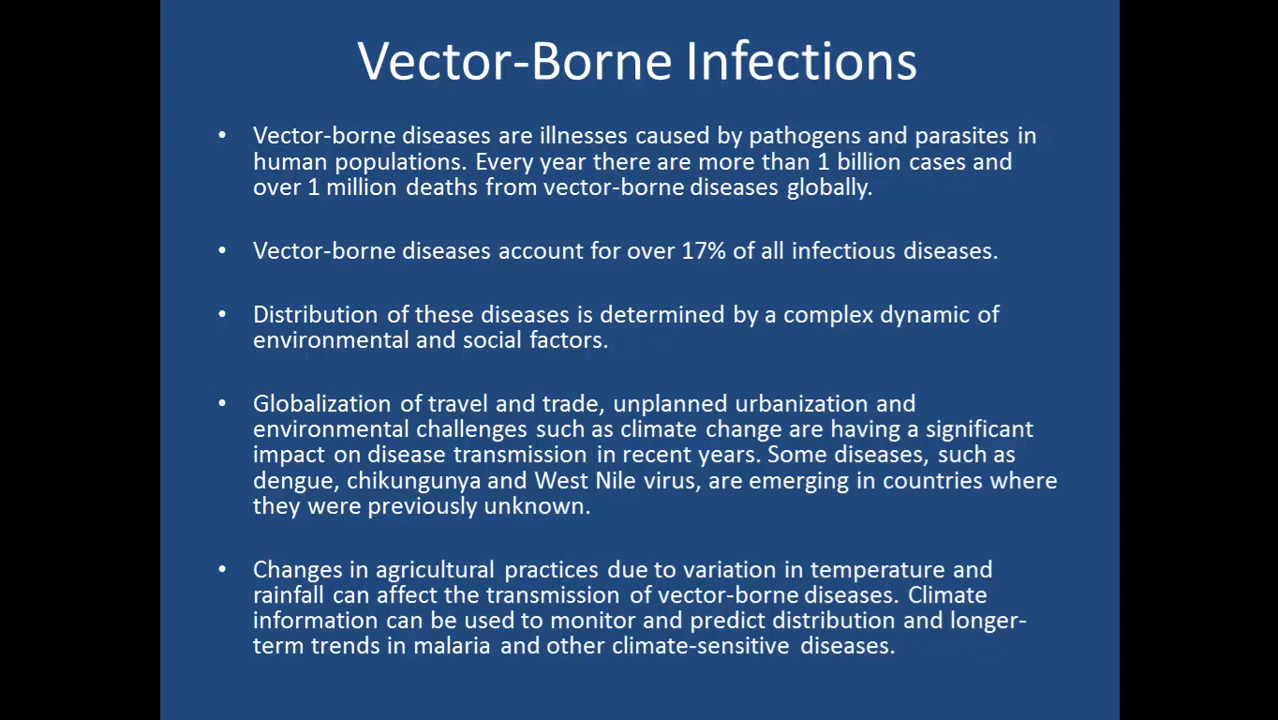 Vector-Borne Infections
• Vector-borne diseases are illnesses caused by pathogens and parasites in
human populations. Every year there are more than 1 billion cases and
over 1 million deaths from vector-borne diseases globally.
• Vector-borne diseases account for over 17% of all infectious diseases.
• Distribution of these diseases is determined by a complex dynamic of
environmental and social factors.
• Globalization of travel and trade, unplanned urbanization and
environmental challenges such as climate change are having a significant
impact on disease transmission in recent years. Some diseases, such as
dengue, chikungunya and West Nile virus, are emerging in countries where
they were previously unknown.
• Changes in agricultural practices due to variation in temperature and
rainfall can affect the transmission of vector-borne diseases. Climate
information can be used to monitor and predict distribution and longer-
term trends in malaria and other climate-sensitive diseases.